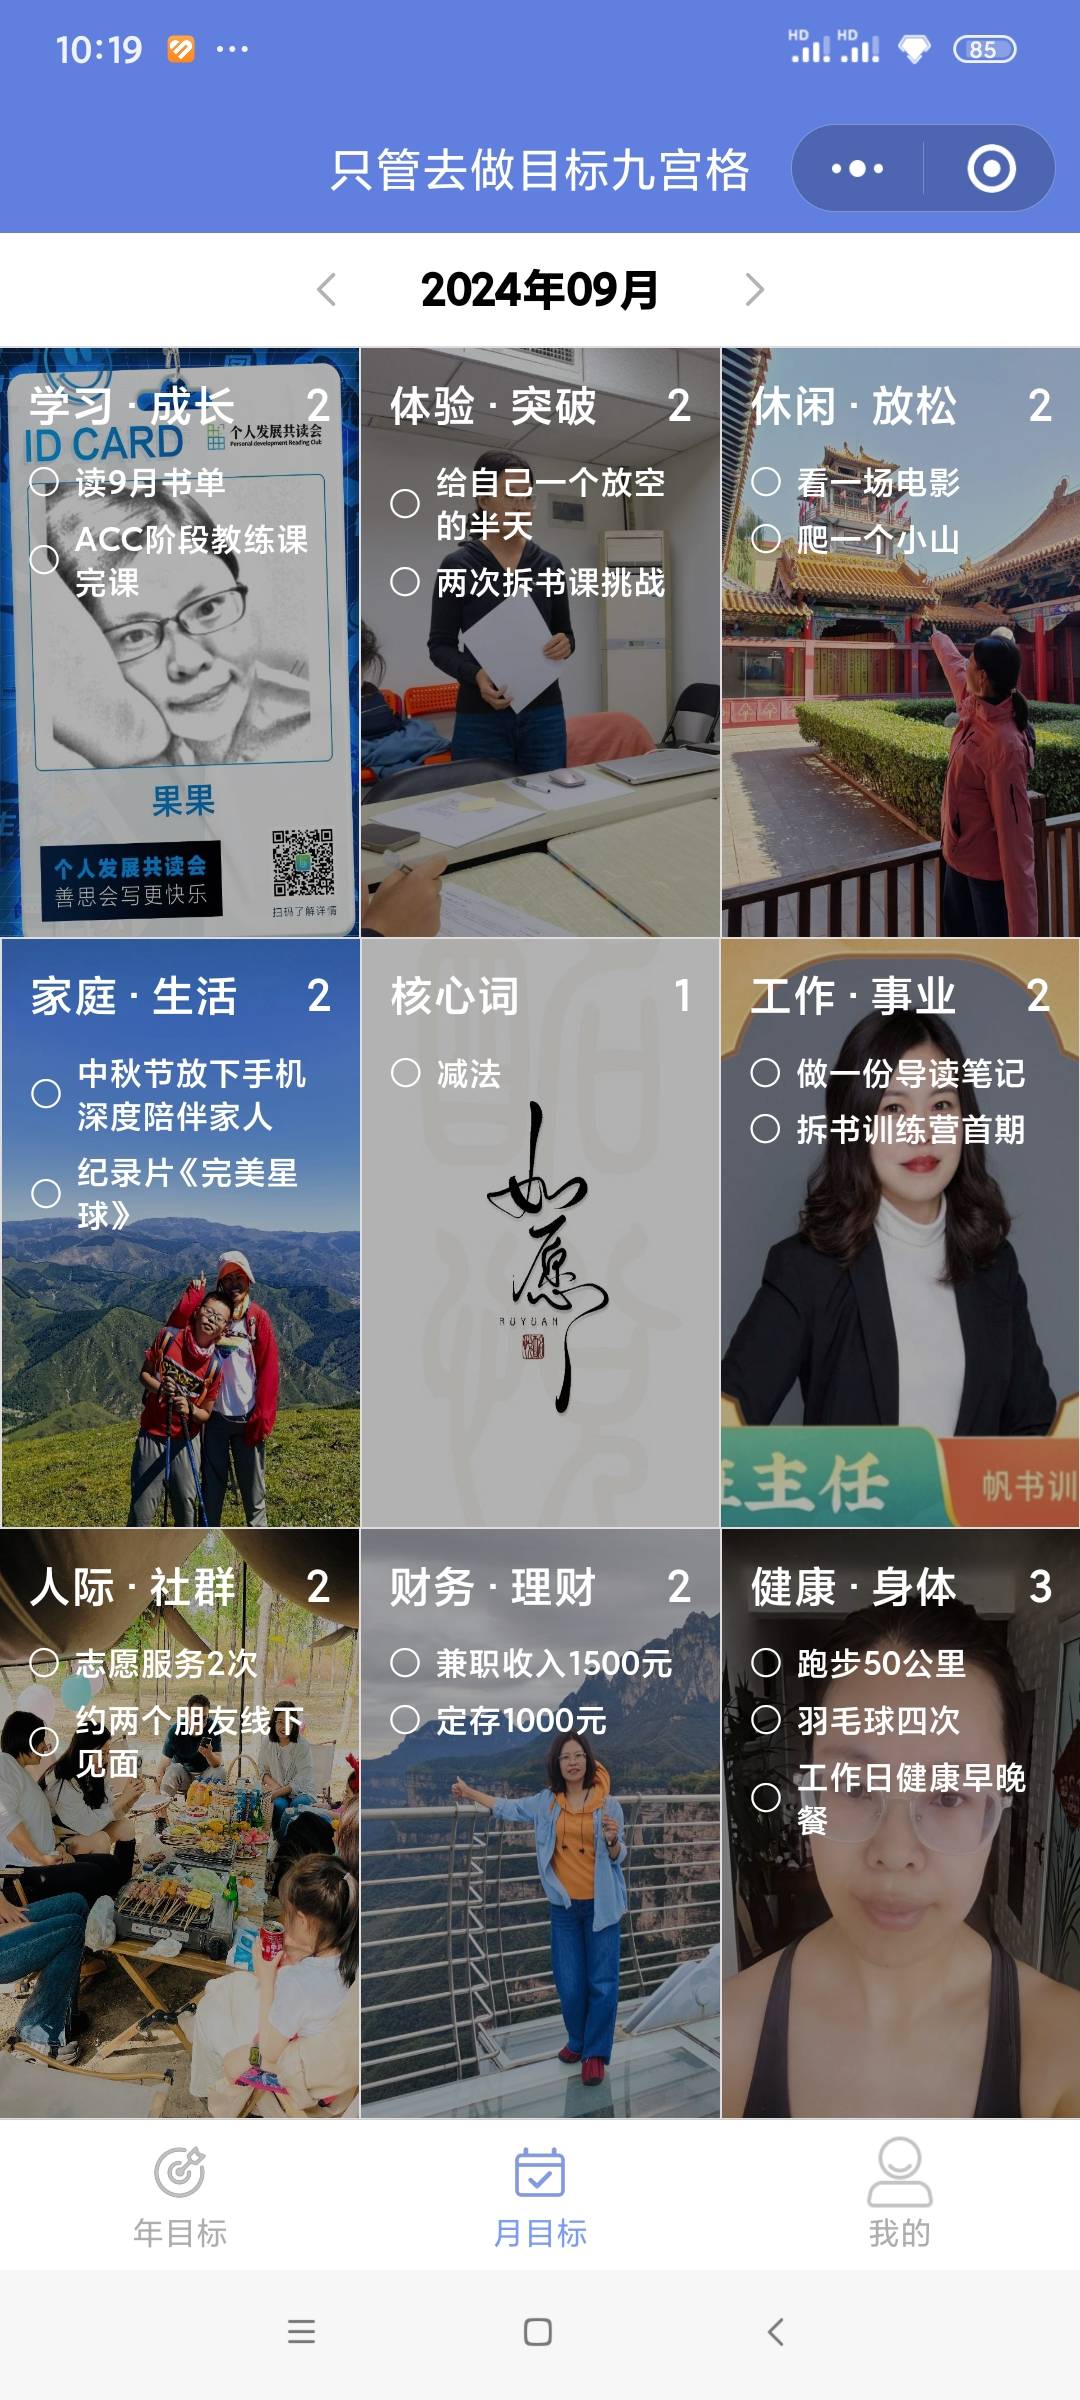 10:19
HD HD 85
只管去做目标九宫格
2024年09月
学习·成长 2
ID CARD
个人发展共读会
Personal development Reading Club
读9月书单
ACC阶段教练课
完课
果果
个人发展共读会
善思会写更快乐
扫码了解详情
体验·突破 2
给自己一个放空
的半天
两次拆书课挑战
休闲·放松 2
看一场电影
爬一个小山
家庭·生活 2
中秋节放下手机
深度陪伴家人
纪录片《完美星
球》
核心词 1
减法
如愿
RUYUAN
工作·事业 2
做一份导读笔记
拆书训练营首期
班主任
帆书训
人际·社群 2
志愿服务2次
约两个朋友线下
见面
财务·理财 2
兼职收入1500元
定存1000元
健康·身体 3
跑步50公里
羽毛球四次
工作日健康早晚
餐
年目标
月目标
我的